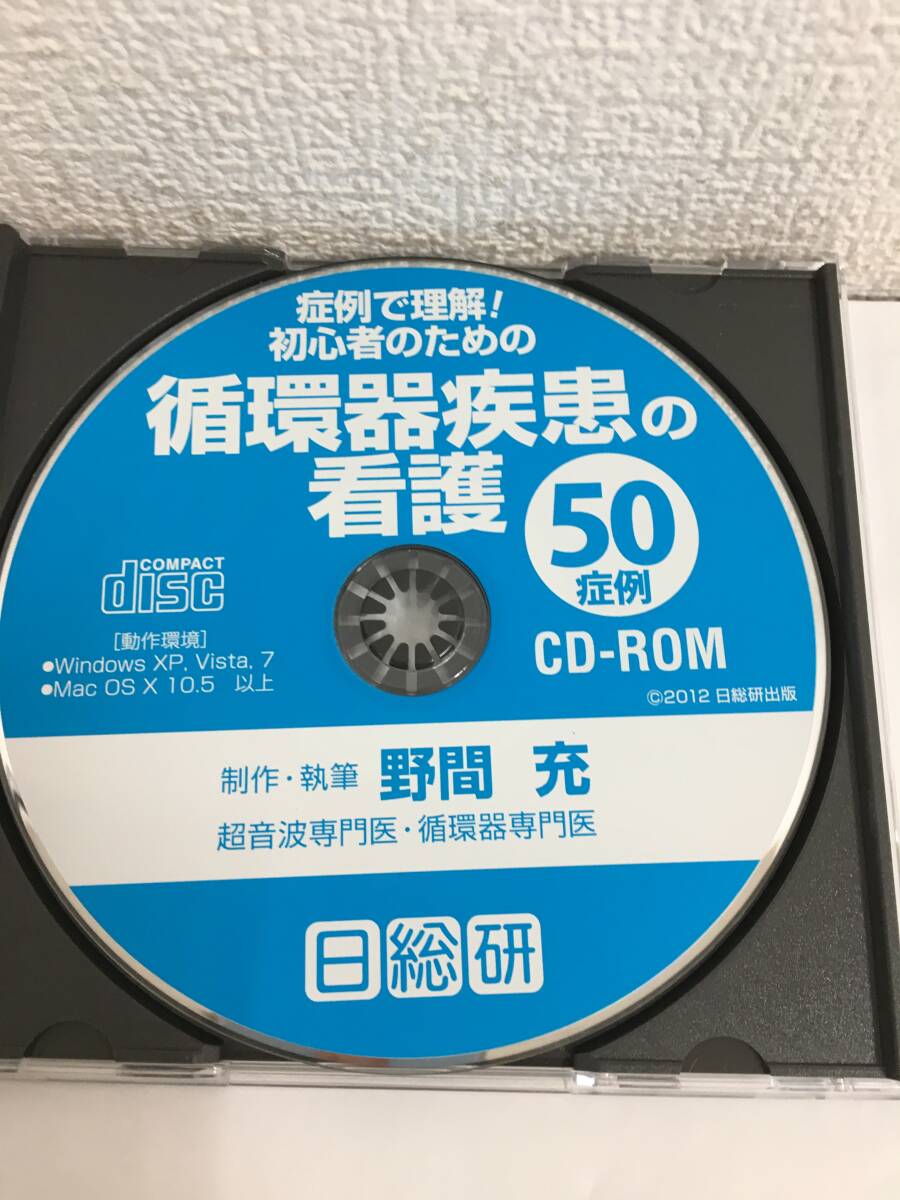 症例で理解!
初心者のための
循環器疾患の
看護
50
症例
CD-ROM
COMPACT
disc
[動作環境]
●Windows XP, Vista, 7
●Mac OS X 10.5 以上
©2012 日総研出版
制作・執筆 野間 充
超音波専門医・循環器専門医
日総研